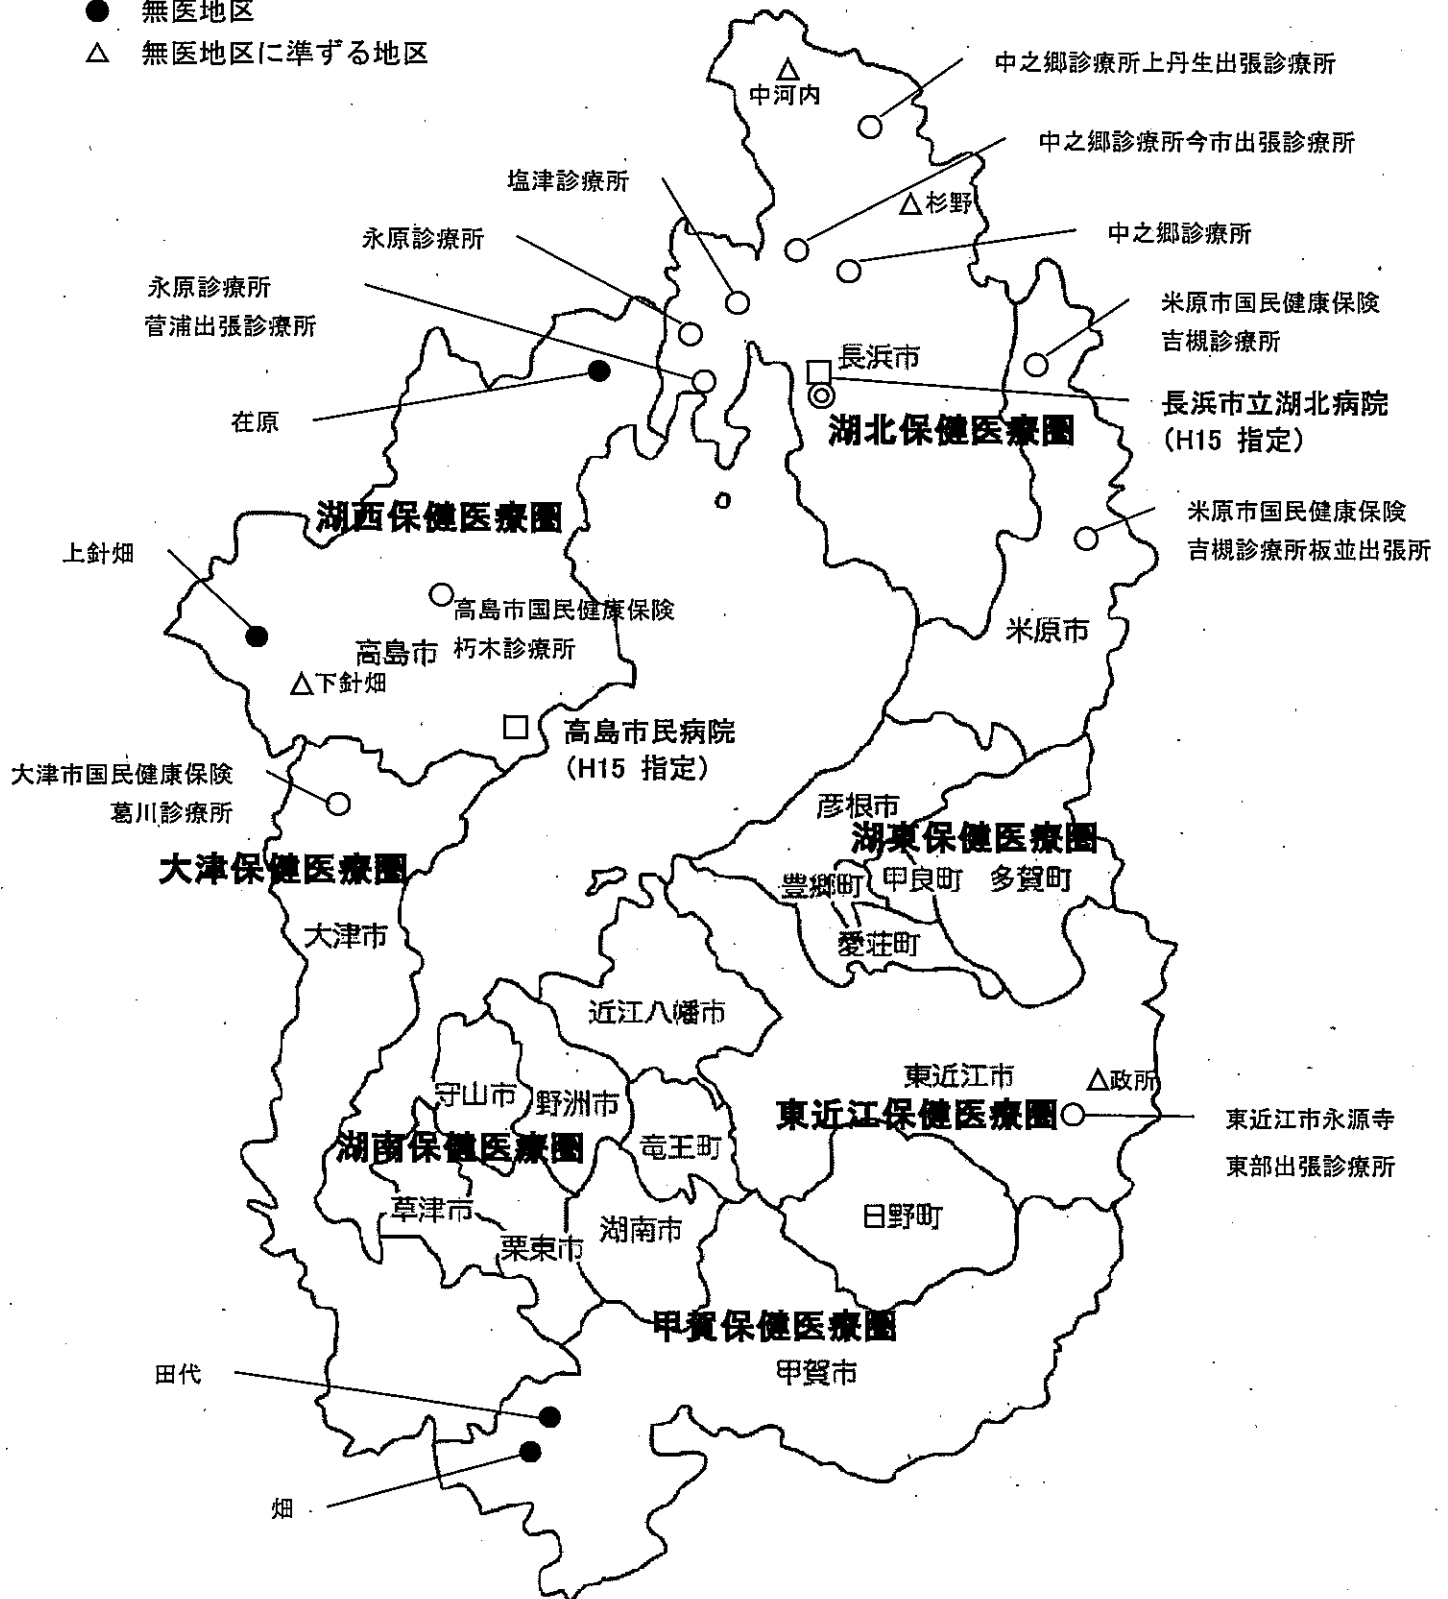 ● 無医地区
△ 無医地区に準ずる地区
中河内
中之郷診療所上丹生出張診療所
中之郷診療所今市出張診療所
塩津診療所
杉野
永原診療所
中之郷診療所
永原診療所
菅浦出張診療所
米原市国民健康保険
吉槻診療所
長浜市
在原
長浜市立湖北病院
(H15 指定)
湖北保健医療圏
湖西保健医療圏
米原市国民健康保険
吉槻診療所板並出張所
上針畑
高島市国民健康保険
朽木診療所
高島市
米原市
下針畑
高島市民病院
(H15 指定)
大津市国民健康保険
葛川診療所
彦根市
湖東保健医療圏
大津保健医療圏
豊郷町
甲良町
多賀町
大津市
愛荘町
近江八幡市
東近江市
政所
守山市
野洲市
東近江保健医療圏
東近江市永源寺
東部出張診療所
湖南保健医療圏
竜王町
草津市
湖南市
日野町
栗東市
甲賀保健医療圏
甲賀市
田代
畑